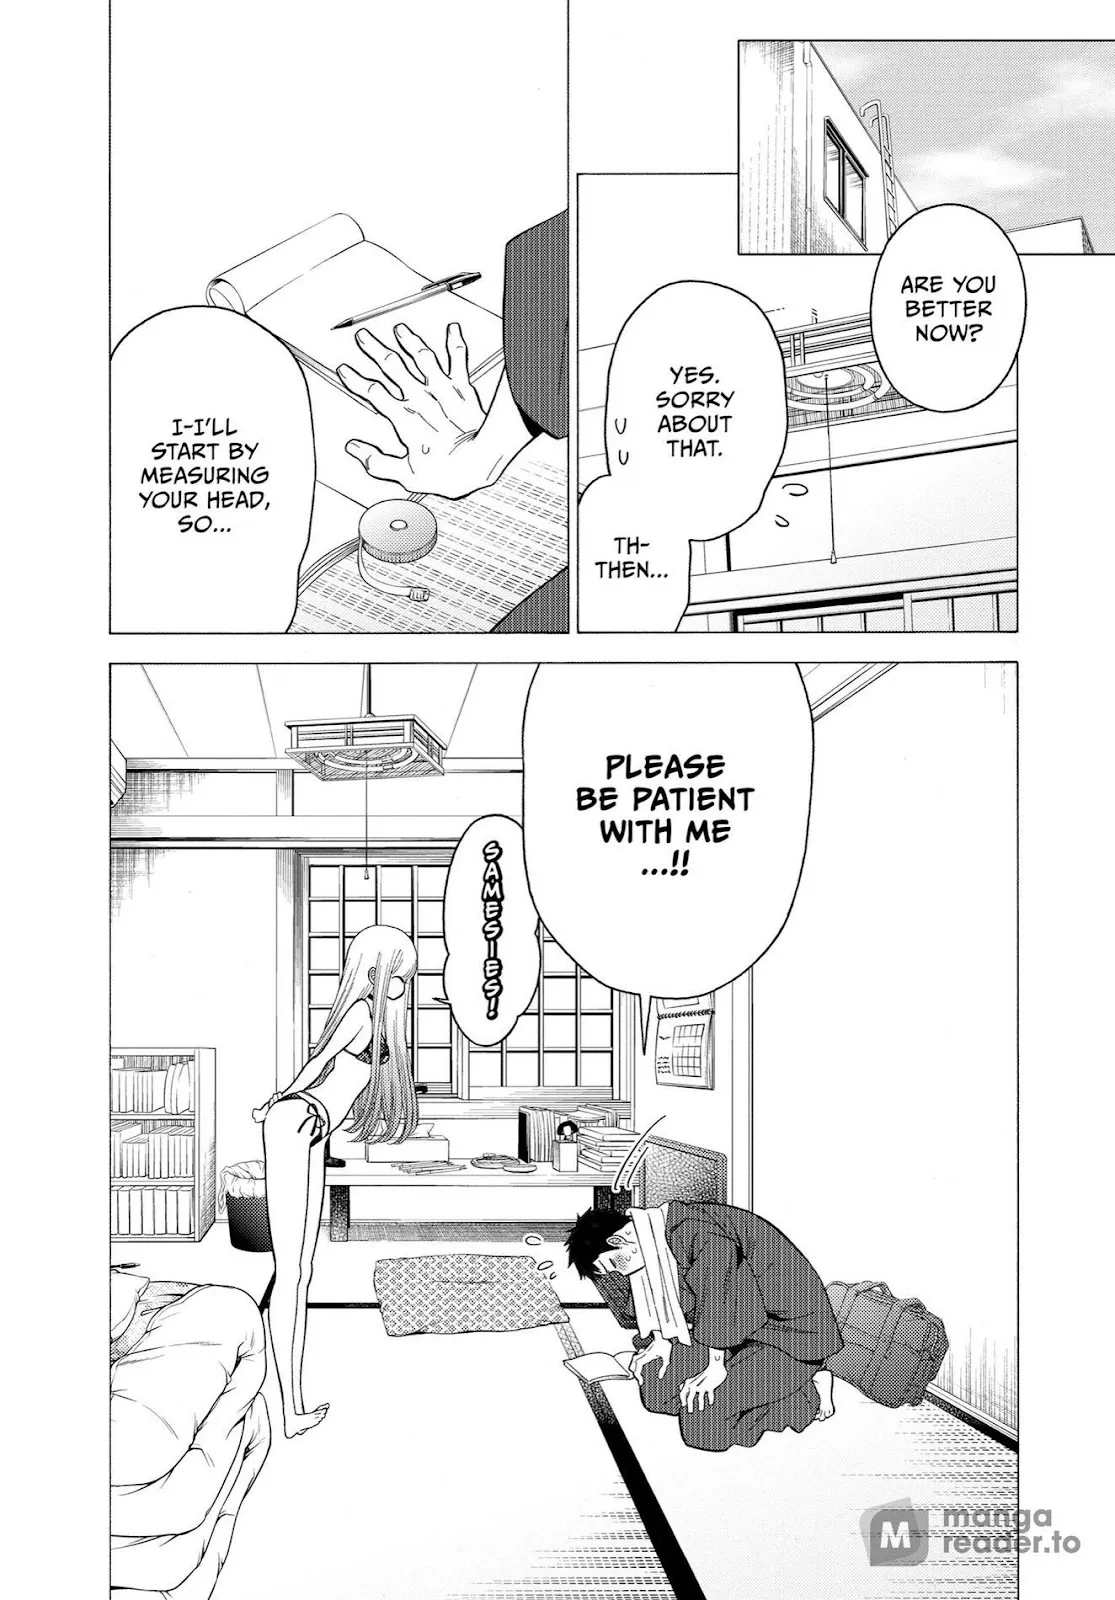 ARE YOU
BETTER
NOW?
YES.
SORRY
ABOUT
THAT.
TH-
THEN...
I-I'LL
START BY
MEASURING
YOUR HEAD,
SO...
PLEASE
BE PATIENT
WITH ME
...!!
SAMESIES!
M
manga
reader.to